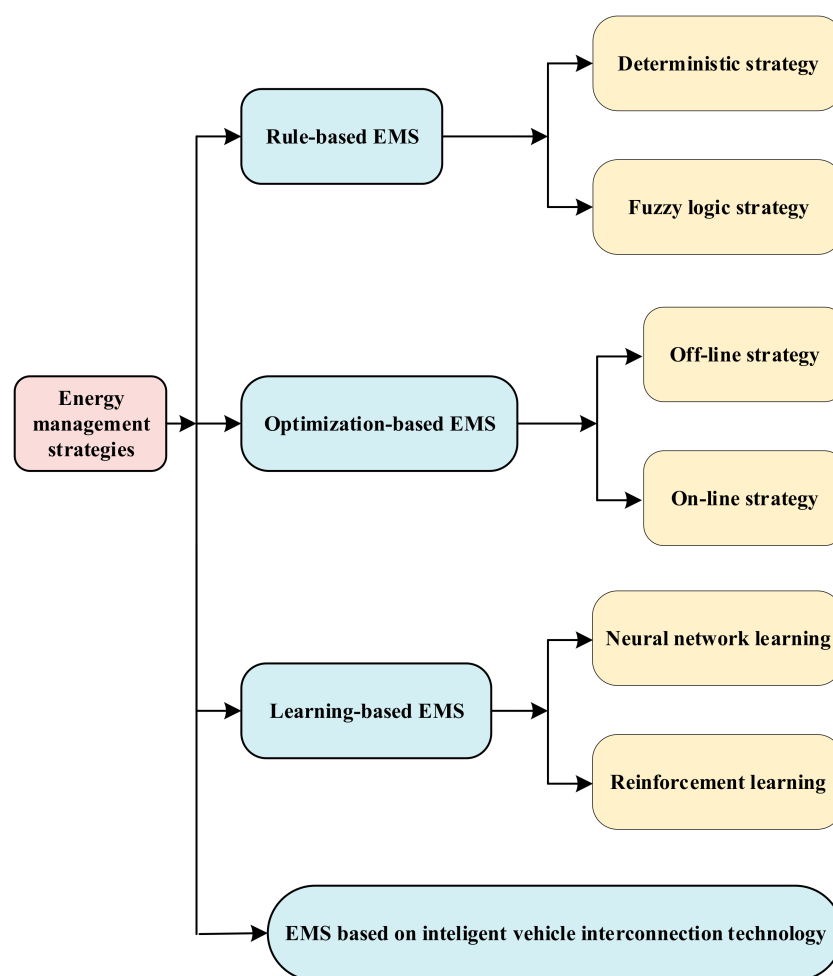 Deterministic strategy
Rule-based EMS
Fuzzy logic strategy
Off-line strategy
Energy
management
strategies
Optimization-based EMS
On-line strategy
Neural network learning
Learning-based EMS
Reinforcement learning
EMS based on inteligent vehicle interconnection technology